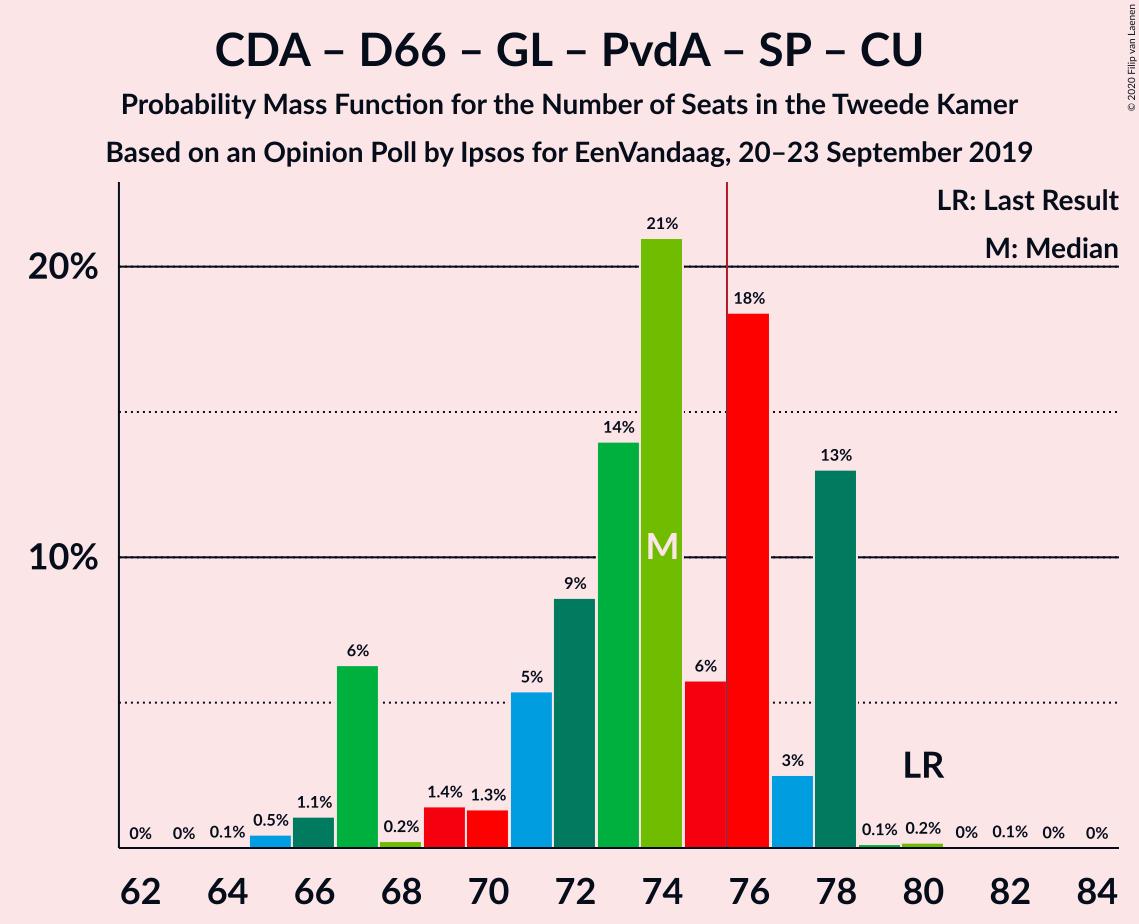 CDA – D66 – GL – PvdA – SP – CU
Probability Mass Function for the Number of Seats in the Tweede Kamer
Based on an Opinion Poll by Ipsos for EenVandaag, 20–23 September 2019
© 2020 Filip van Laenen
LR: Last Result
M: Median
20%
10%
0%
0%
0.1%
0.5%
1.1%
6%
0.2%
1.4%
1.3%
5%
9%
14%
21%
6%
18%
3%
13%
0.1%
0.2%
0%
0.1%
0%
0%
M
LR
62 64 66 68 70 72 74 76 78 80 82 84